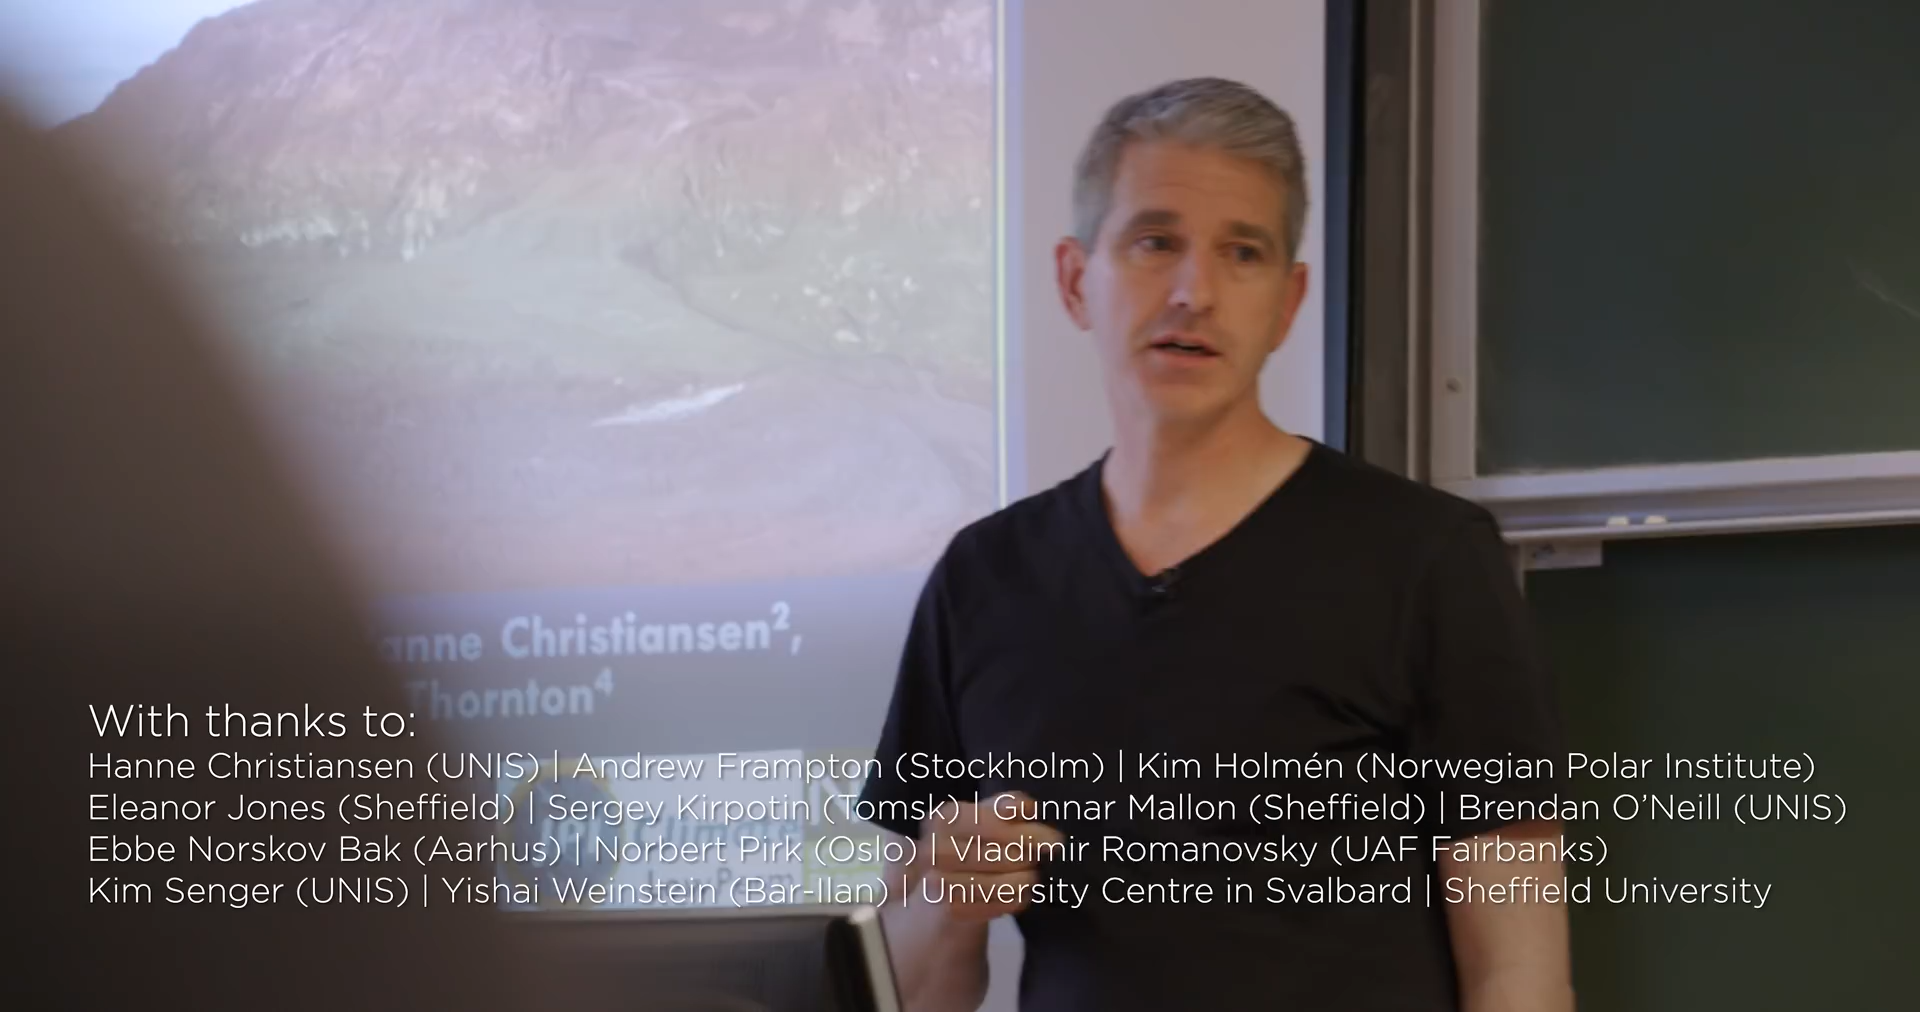 anne Christiansen²,
Thornton⁴
With thanks to:
Hanne Christiansen (UNIS) | Andrew Frampton (Stockholm) | Kim Holmén (Norwegian Polar Institute)
Eleanor Jones (Sheffield) | Sergey Kirpotin (Tomsk) | Gunnar Mallon (Sheffield) | Brendan O’Neill (UNIS)
Ebbe Norskov Bak (Aarhus) | Norbert Pirk (Oslo) | Vladimir Romanovsky (UAF Fairbanks)
Kim Senger (UNIS) | Yishai Weinstein (Bar-Ilan) | University Centre in Svalbard | Sheffield University